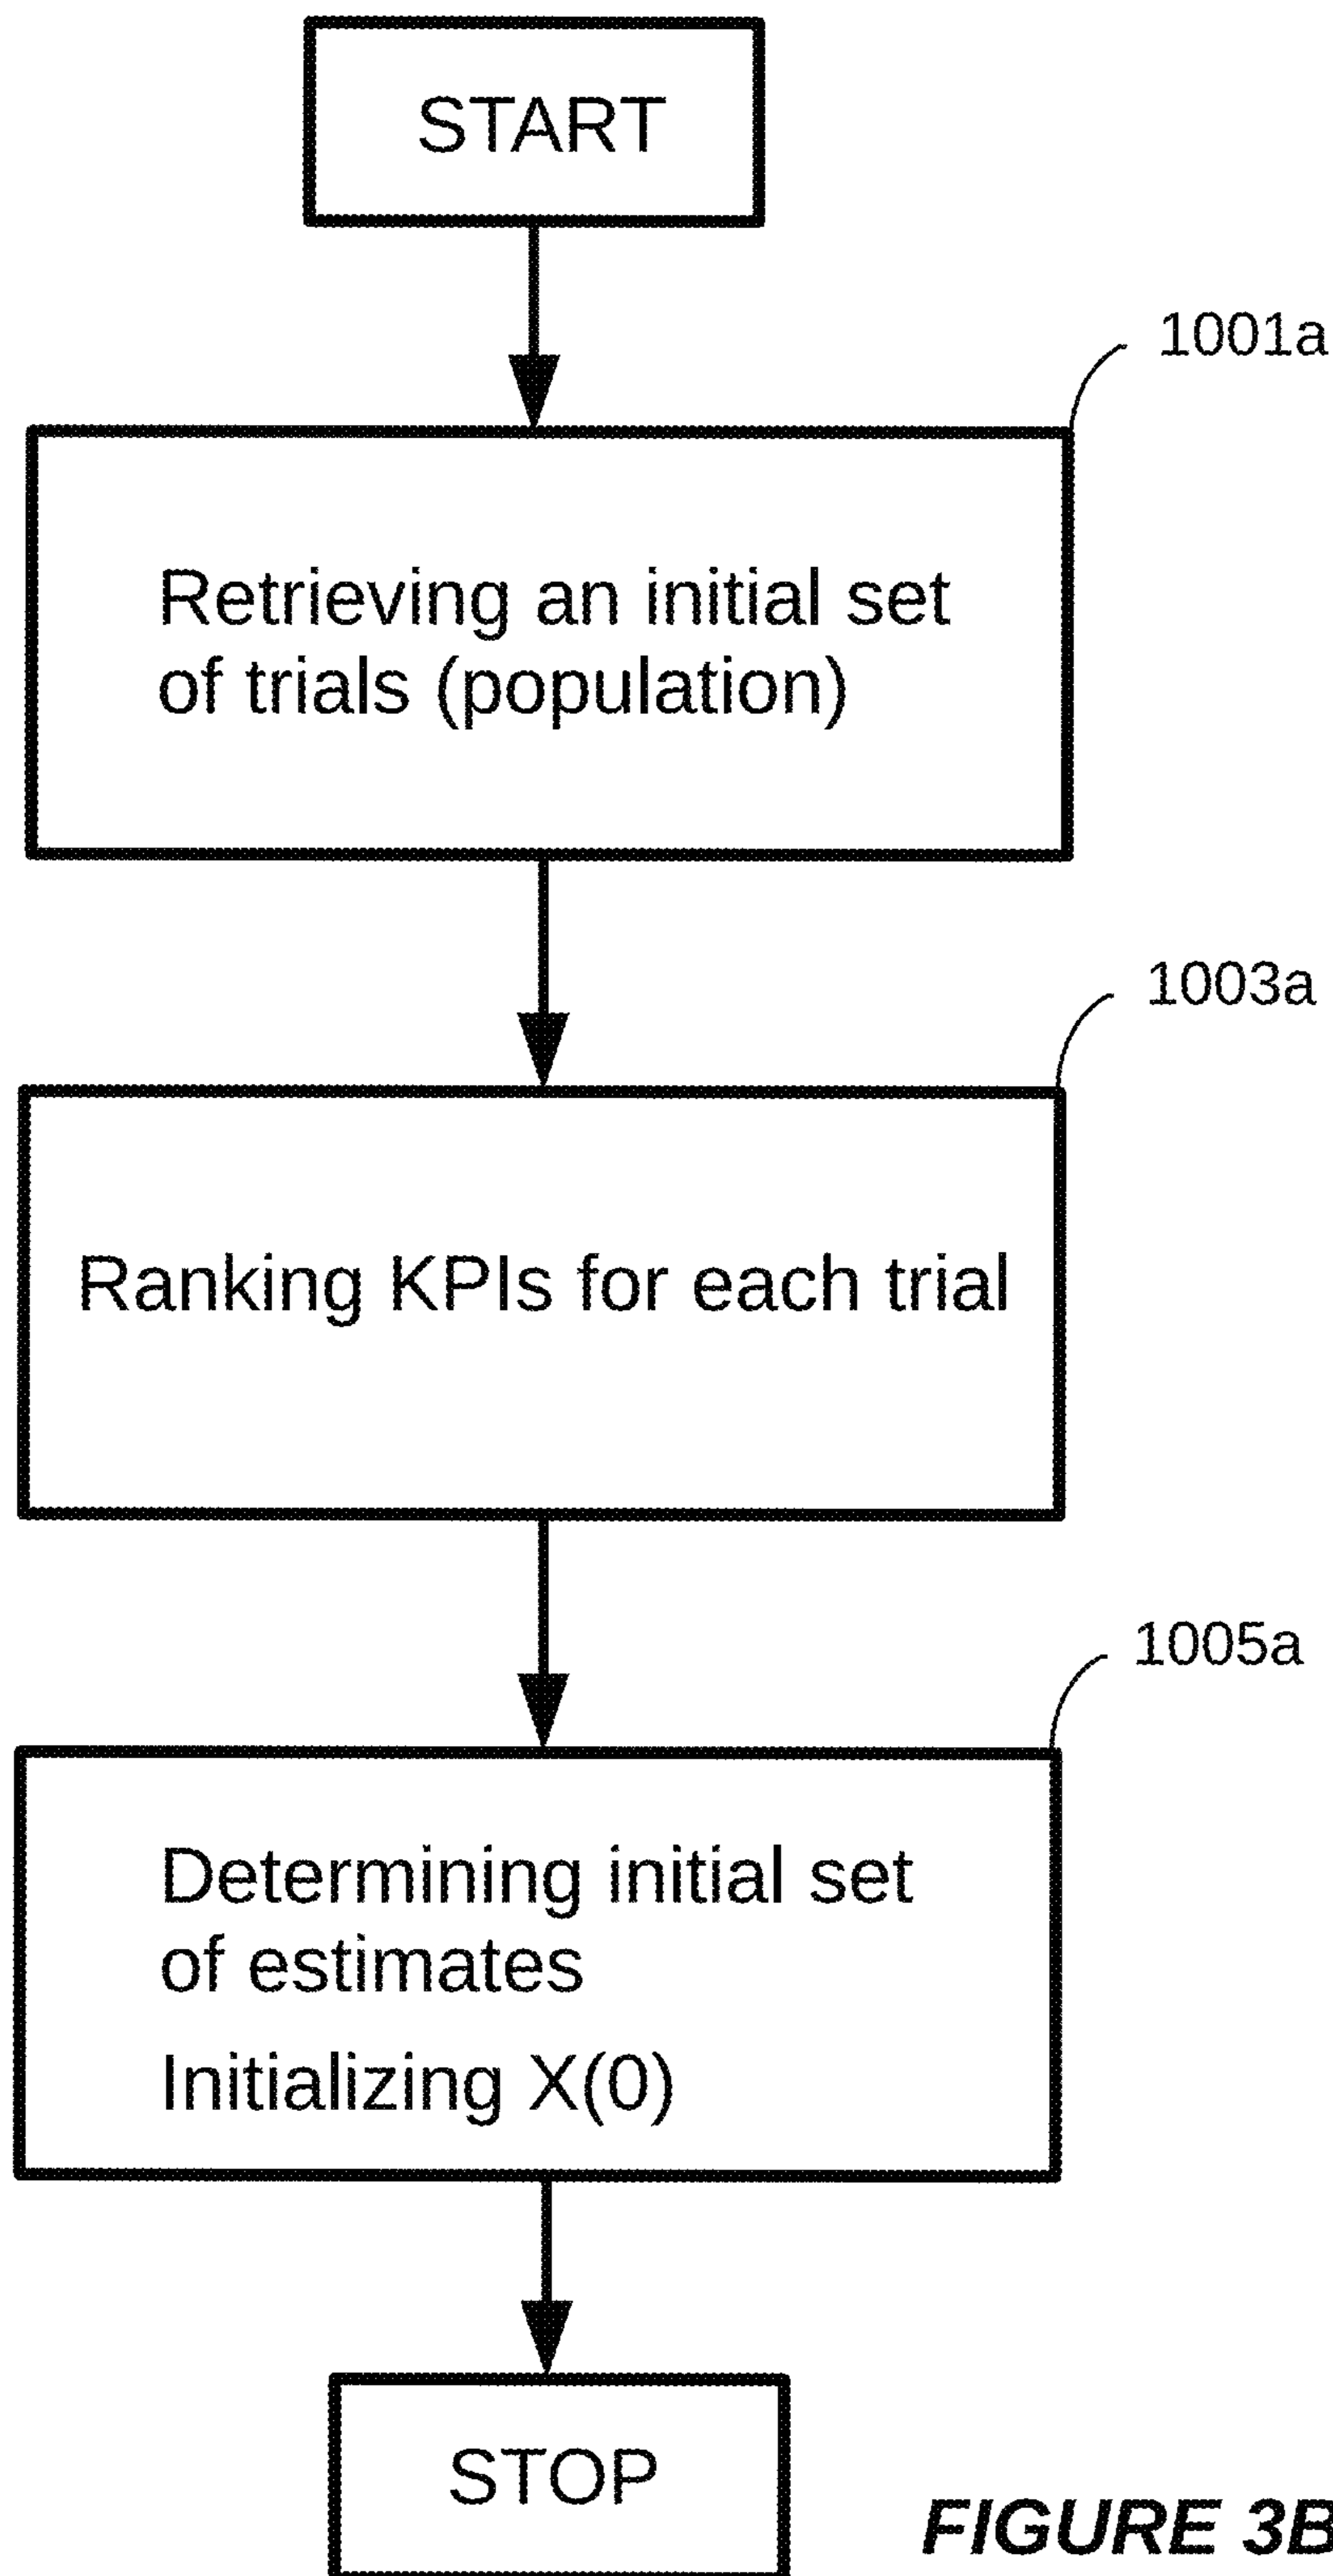 START
1001a
Retrieving an initial set
of trials (population)
1003a
Ranking KPIs for each trial
1005a
Determining initial set
of estimates
Initializing X(0)
STOP
FIGURE 3B